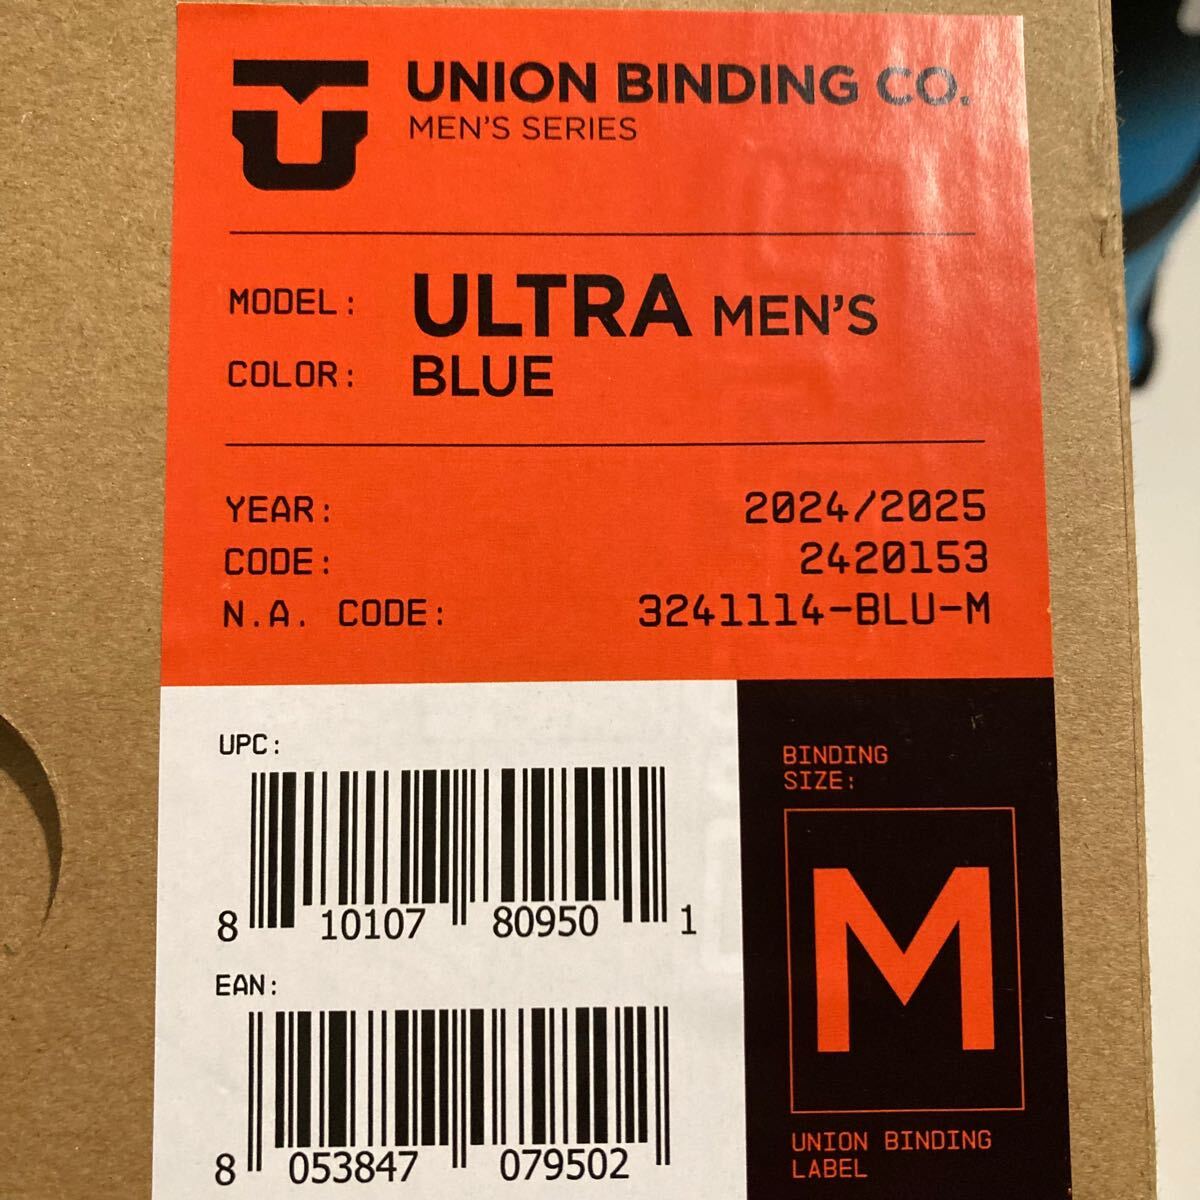 UNION BINDING CO.
MEN'S SERIES
MODEL: ULTRA MEN'S
COLOR: BLUE
YEAR: 2024/2025
CODE: 2420153
N.A. CODE: 3241114-BLU-M
UPC:
8 10107 80950 1
EAN:
8 053847 079502
BINDING
SIZE:
M
UNION BINDING
LABEL